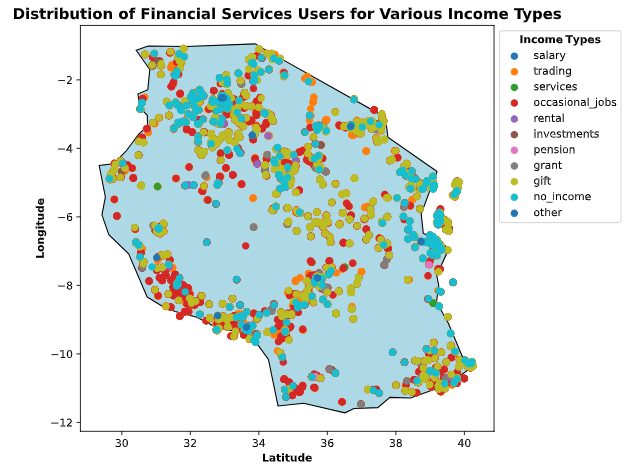 Distribution of Financial Services Users for Various Income Types
Income Types
salary
trading
services
occasional_jobs
rental
investments
pension
grant
gift
no_income
other
Longitude
−2
−4
−6
−8
−10
−12
30 32 34 36 38 40
Latitude